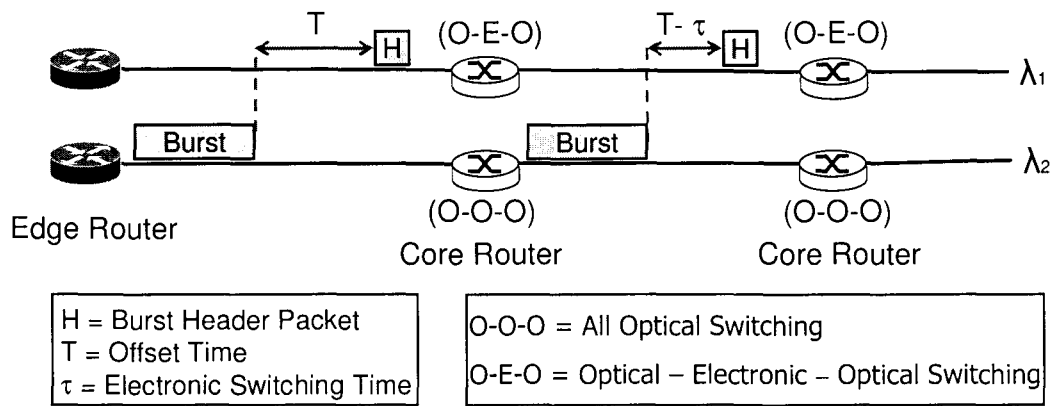 T
H
(O-E-O)
T- τ
H
(O-E-O)
λ1
Burst
Burst
λ2
(O-O-O)
(O-O-O)
Edge Router
Core Router
Core Router
H = Burst Header Packet
T = Offset Time
τ = Electronic Switching Time
O-O-O = All Optical Switching
O-E-O = Optical – Electronic – Optical Switching